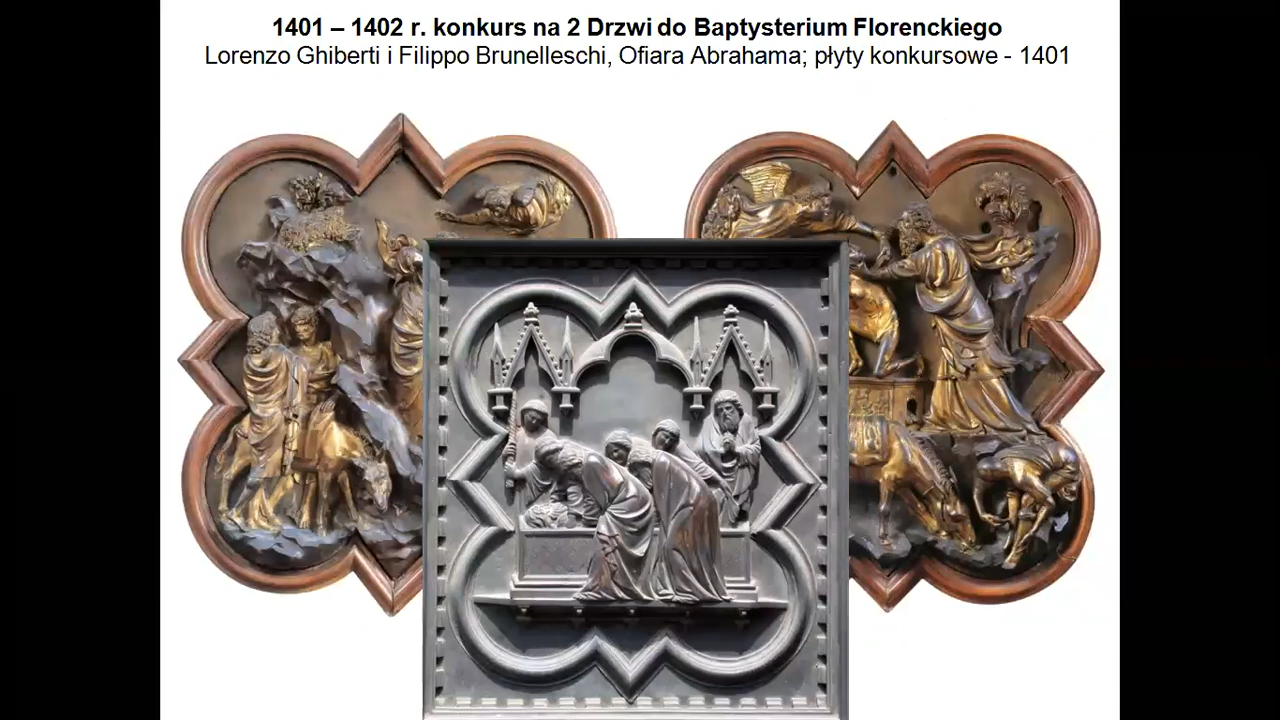 1401 – 1402 r. konkurs na 2 Drzwi do Baptysterium Florenckiego
Lorenzo Ghiberti i Filippo Brunelleschi, Ofiara Abrahama; płyty konkursowe - 1401